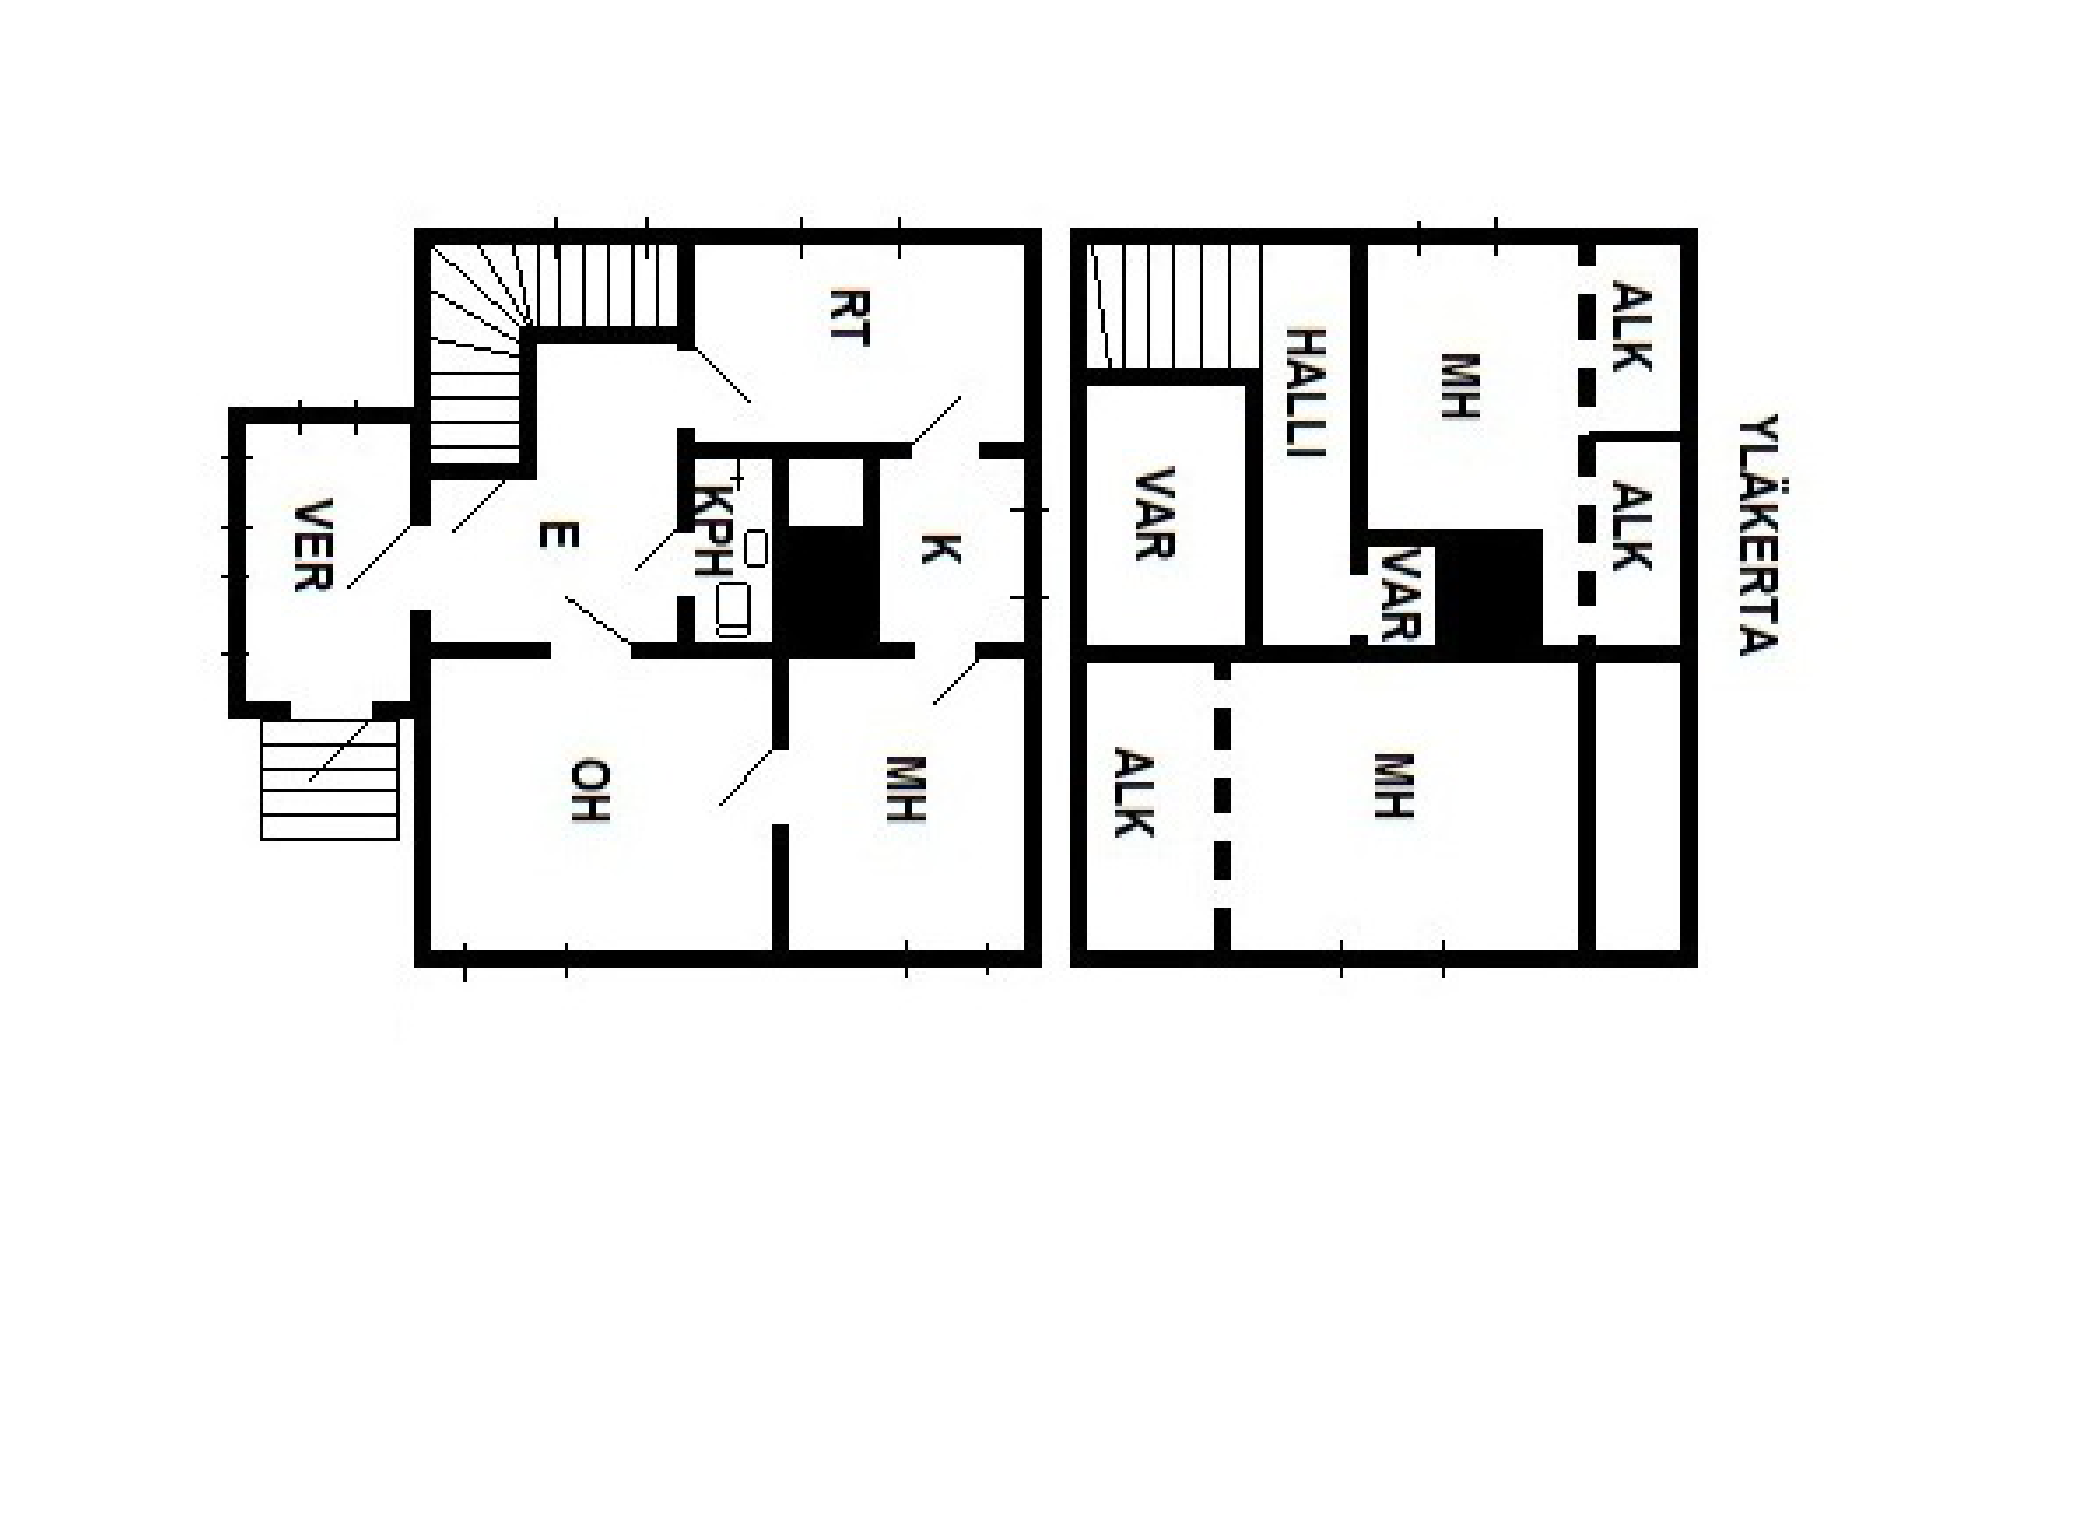 YLÄKERTA
ALK
ALK
MH
VAR
MH
HALLI
VAR
ALK
K
MH
RT
KPH
OH
E
VER